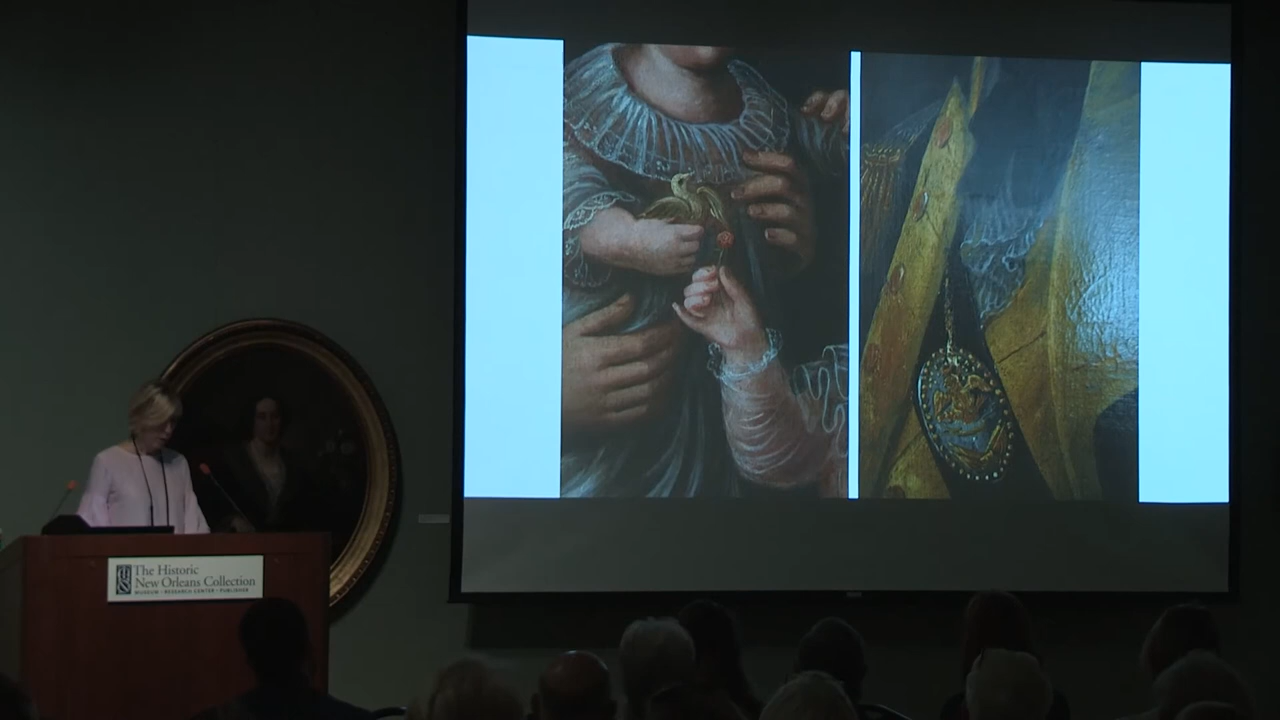 The Historic
New Orleans Collection
MUSEUM • RESEARCH CENTER • PUBLISHER